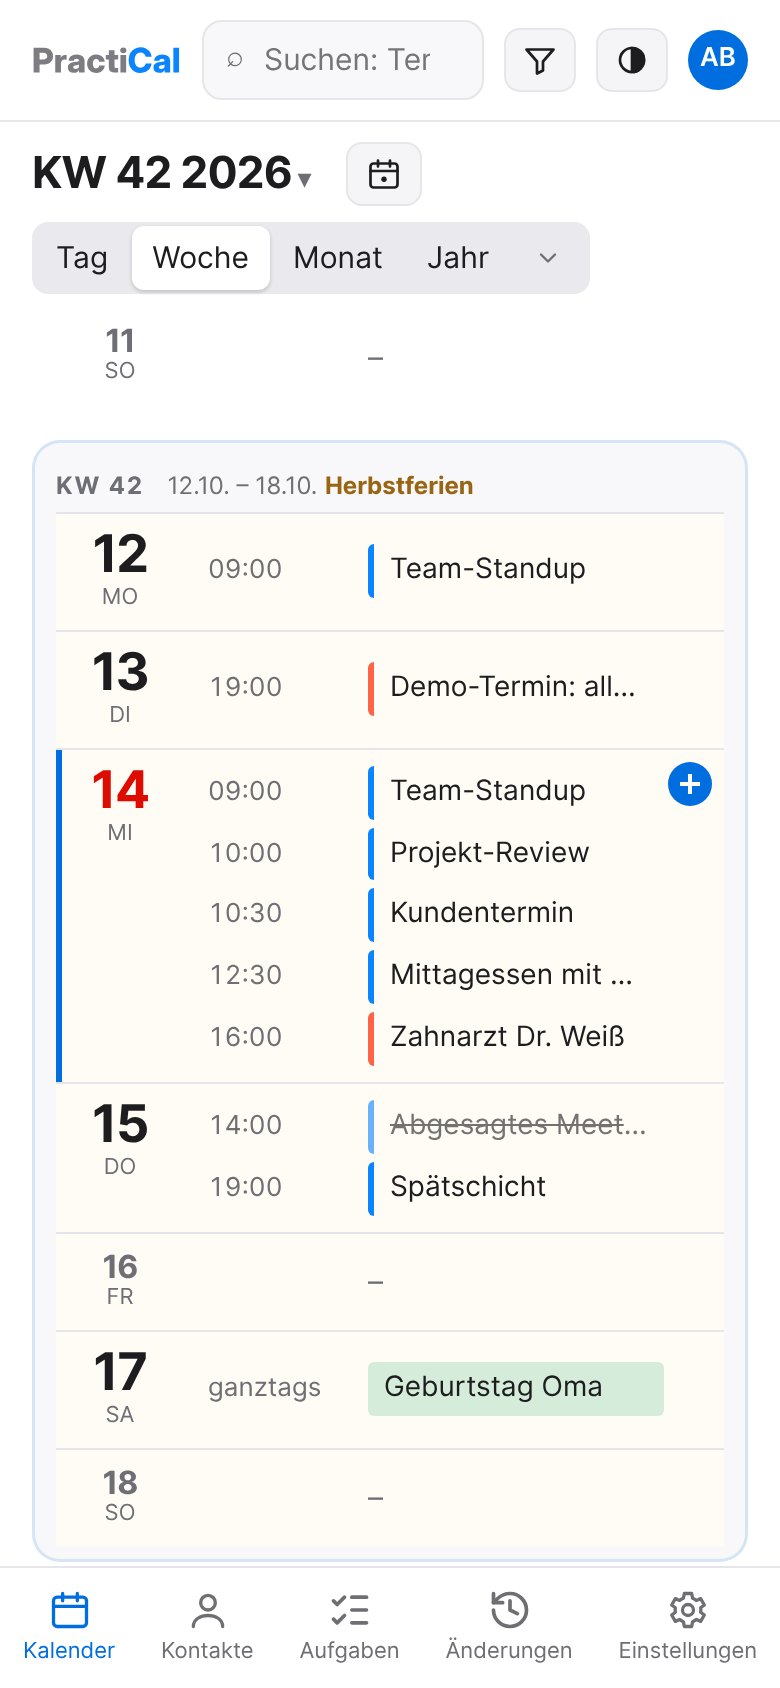 PractiCal
Suchen: Ter
AB
KW 42 2026
Tag Woche Monat Jahr
11
SO
–
KW 42 12.10. – 18.10. Herbstferien
12
MO
09:00 Team-Standup
13
DI
19:00 Demo-Termin: all...
14
MI
09:00 Team-Standup
10:00 Projekt-Review
10:30 Kundentermin
12:30 Mittagessen mit ...
16:00 Zahnarzt Dr. Weiß
15
DO
14:00 Abgesagtes Meet...
19:00 Spätschicht
16
FR
–
17
SA
ganztags Geburtstag Oma
18
SO
–
Kalender Kontakte Aufgaben Änderungen Einstellungen